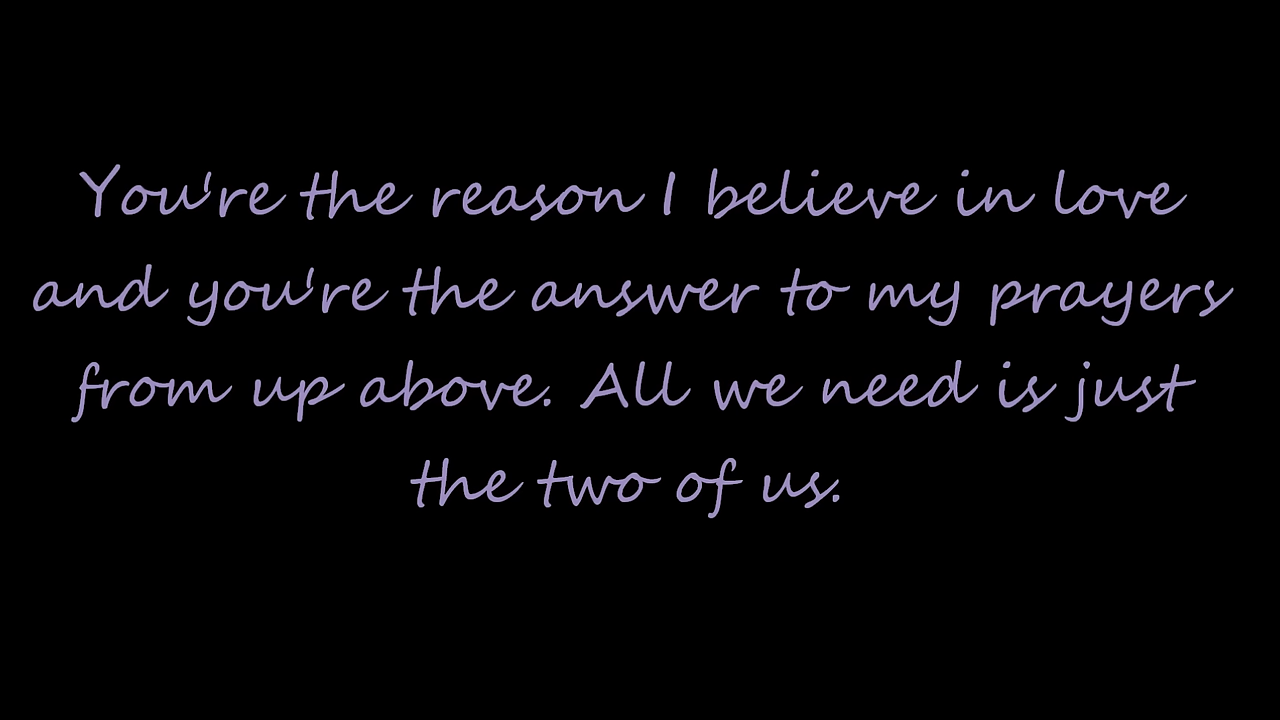 You're the reason I believe in love
and you're the answer to my prayers
from up above. All we need is just
the two of us.